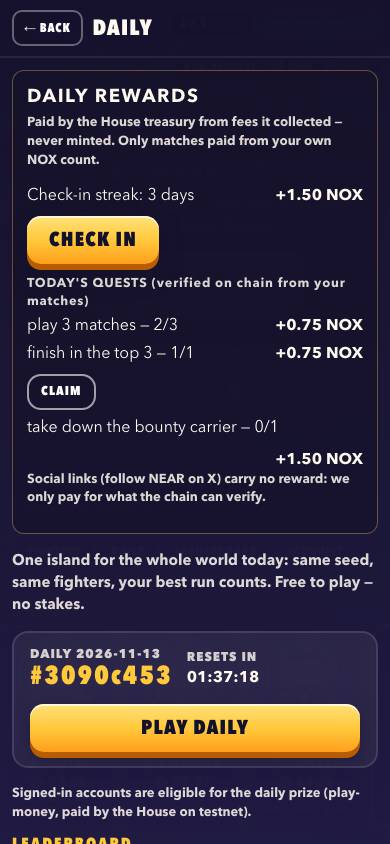 ← BACK DAILY
DAILY REWARDS
Paid by the House treasury from fees it collected —
never minted. Only matches paid from your own
NOX count.
Check-in streak: 3 days +1.50 NOX
CHECK IN
TODAY'S QUESTS (verified on chain from your
matches)
play 3 matches — 2/3 +0.75 NOX
finish in the top 3 — 1/1 +0.75 NOX
CLAIM
take down the bounty carrier — 0/1
+1.50 NOX
Social links (follow NEAR on X) carry no reward: we
only pay for what the chain can verify.
One island for the whole world today: same seed,
same fighters, your best run counts. Free to play —
no stakes.
DAILY 2026-11-13 RESETS IN
#3090c453 01:37:18
PLAY DAILY
Signed-in accounts are eligible for the daily prize (play-
money, paid by the House on testnet).
LEADERBOARD